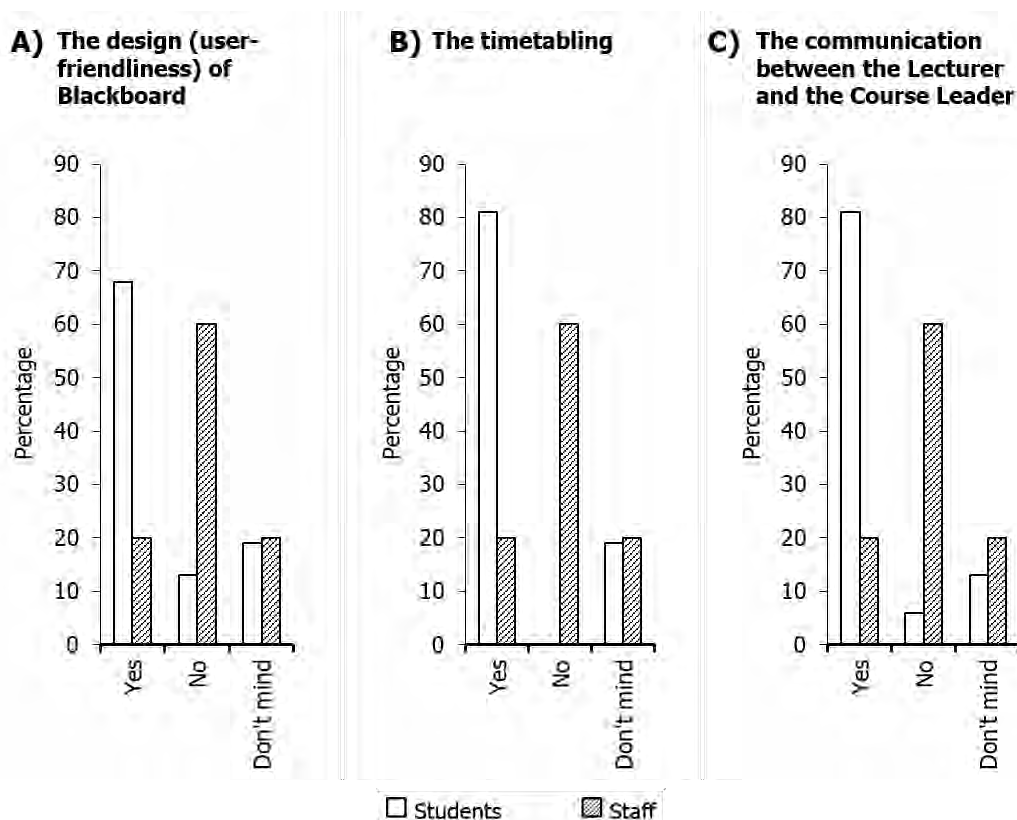 A) The design (user-
friendliness) of
Blackboard
Percentage
90
80
70
60
50
40
30
20
10
0
Yes
No
Don't mind
B) The timetabling
Percentage
90
80
70
60
50
40
30
20
10
0
Yes
No
Don't mind
C) The communication
between the Lecturer
and the Course Leader
Percentage
90
80
70
60
50
40
30
20
10
0
Yes
No
Don't mind
Students
Staff